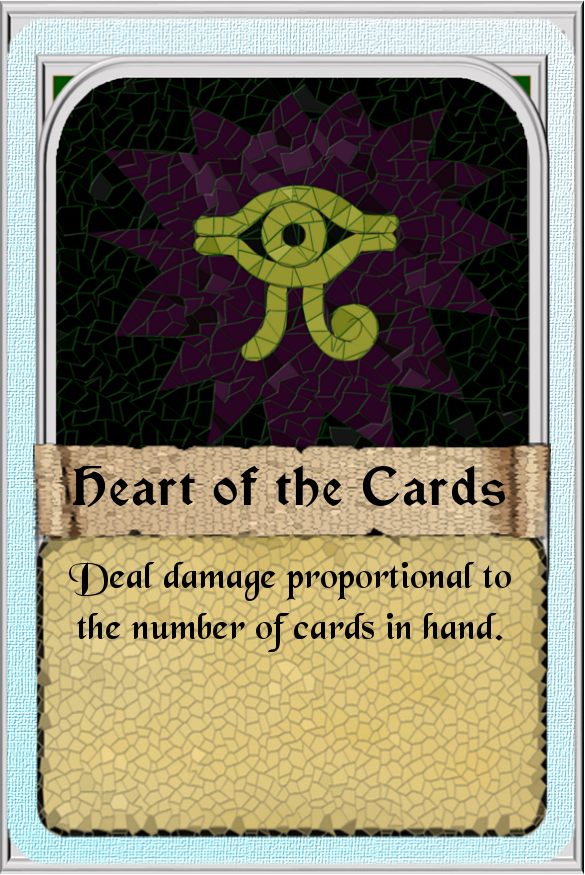 Heart of the Cards
Deal damage proportional to
the number of cards in hand.